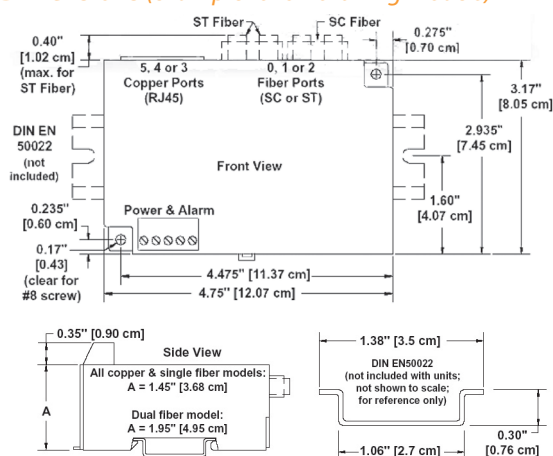 ST Fiber
SC Fiber
0.40"
[1.02 cm]
(max. for
ST Fiber)
0.275"
[0.70 cm]
5, 4 or 3
Copper Ports
(RJ45)
0, 1 or 2
Fiber Ports
(SC or ST)
3.17"
[8.05 cm]
2.935"
[7.45 cm]
DIN EN
50022
(not
included)
Front View
1.60"
[4.07 cm]
0.235"
[0.60 cm]
Power & Alarm
0.17"
[0.43]
(clear for
#8 screw)
4.475" [11.37 cm]
4.75" [12.07 cm]
0.35" [0.90 cm]
Side View
All copper & single fiber models:
A = 1.45" [3.68 cm]
A
Dual fiber model:
A = 1.95" [4.95 cm]
1.38" [3.5 cm]
DIN EN50022
(not included with units;
not shown to scale;
for reference only)
0.30"
[0.76 cm]
1.06" [2.7 cm]